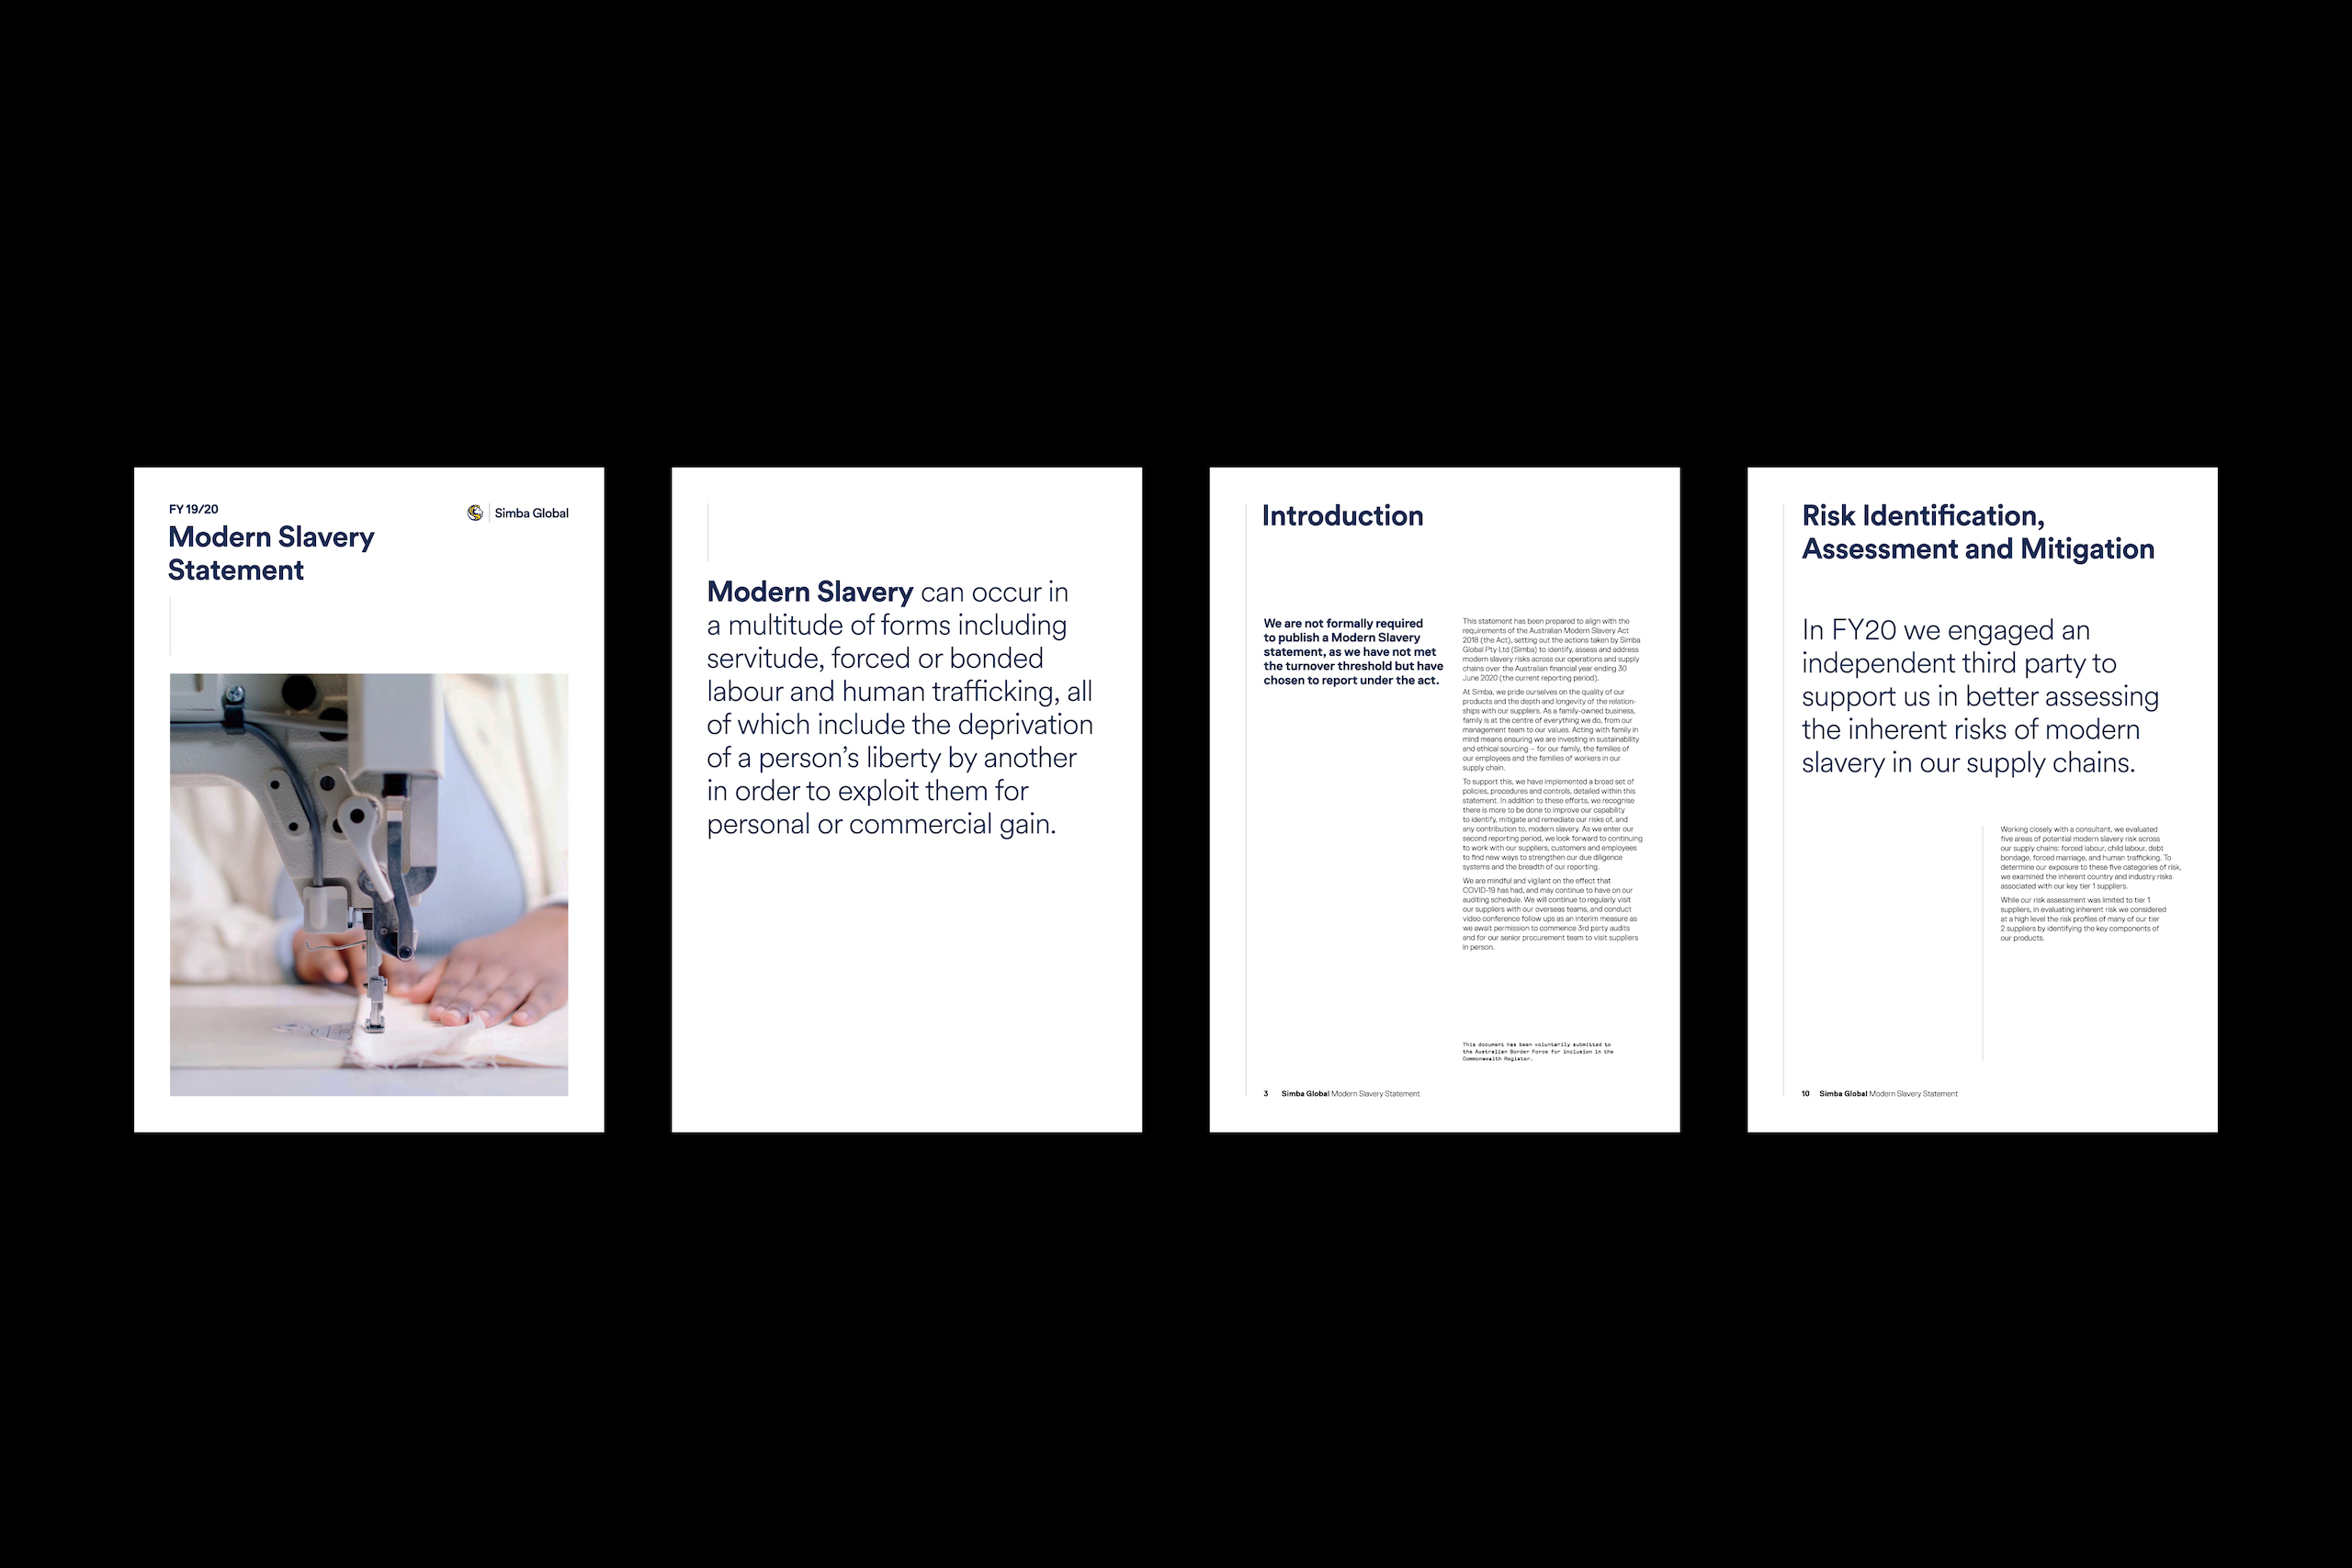 FY 19/20
Modern Slavery
Statement
Simba Global
Modern Slavery can occur in
a multitude of forms including
servitude, forced or bonded
labour and human trafficking, all
of which include the deprivation
of a person’s liberty by another
in order to exploit them for
personal or commercial gain.
Introduction
We are not formally required
to publish a Modern Slavery
statement, as we have not met
the turnover threshold but have
chosen to report under the act.
This statement has been prepared to align with the
requirements of the Australian Modern Slavery Act
2018 (the Act), setting out the actions taken by Simba
Global Pty Ltd (Simba) to identify, assess and address
modern slavery risks across our operations and supply
chains over the Australian financial year ending 30
June 2020 (the current reporting period).
At Simba, we pride ourselves on the quality of our
products and the depth and longevity of the relation-
ships with our suppliers. As a family-owned business,
family is at the centre of everything we do, from our
management team to our values. Acting with family in
mind means ensuring we are investing in sustainability
and ethical sourcing – for our family, the families of
our employees and the families of workers in our
supply chain.
To support this, we have implemented a broad set of
policies, procedures and controls, detailed within this
statement. In addition to these efforts, we recognise
there is more to be done to improve our capability
to identify, mitigate and remediate our risks of, and
any contribution to, modern slavery. As we enter our
second reporting period, we look forward to continuing
to work with our suppliers, customers and employees
to find new ways to strengthen our due diligence
systems and the breadth of our reporting.
We are mindful and vigilant on the effect that
COVID-19 has had, and may continue to have on our
auditing schedule. We will continue to regularly visit
our suppliers with our overseas teams, and conduct
video conference follow ups as an interim measure as
we await permission to commence 3rd party audits
and for our senior procurement team to visit suppliers
in person.
This document has been voluntarily submitted to
the Australian Border Force for inclusion in the
Commonwealth Register.
3 Simba Global Modern Slavery Statement
Risk Identification,
Assessment and Mitigation
In FY20 we engaged an
independent third party to
support us in better assessing
the inherent risks of modern
slavery in our supply chains.
Working closely with a consultant, we evaluated
five areas of potential modern slavery risk across
our supply chains: forced labour, child labour, debt
bondage, forced marriage, and human trafficking. To
determine our exposure to these five categories of risk,
we examined the inherent country and industry risks
associated with our key tier 1 suppliers.
While our risk assessment was limited to tier 1
suppliers, in evaluating inherent risk we considered
at a high level the risk profiles of many of our tier
2 suppliers by identifying the key components of
our products.
10 Simba Global Modern Slavery Statement